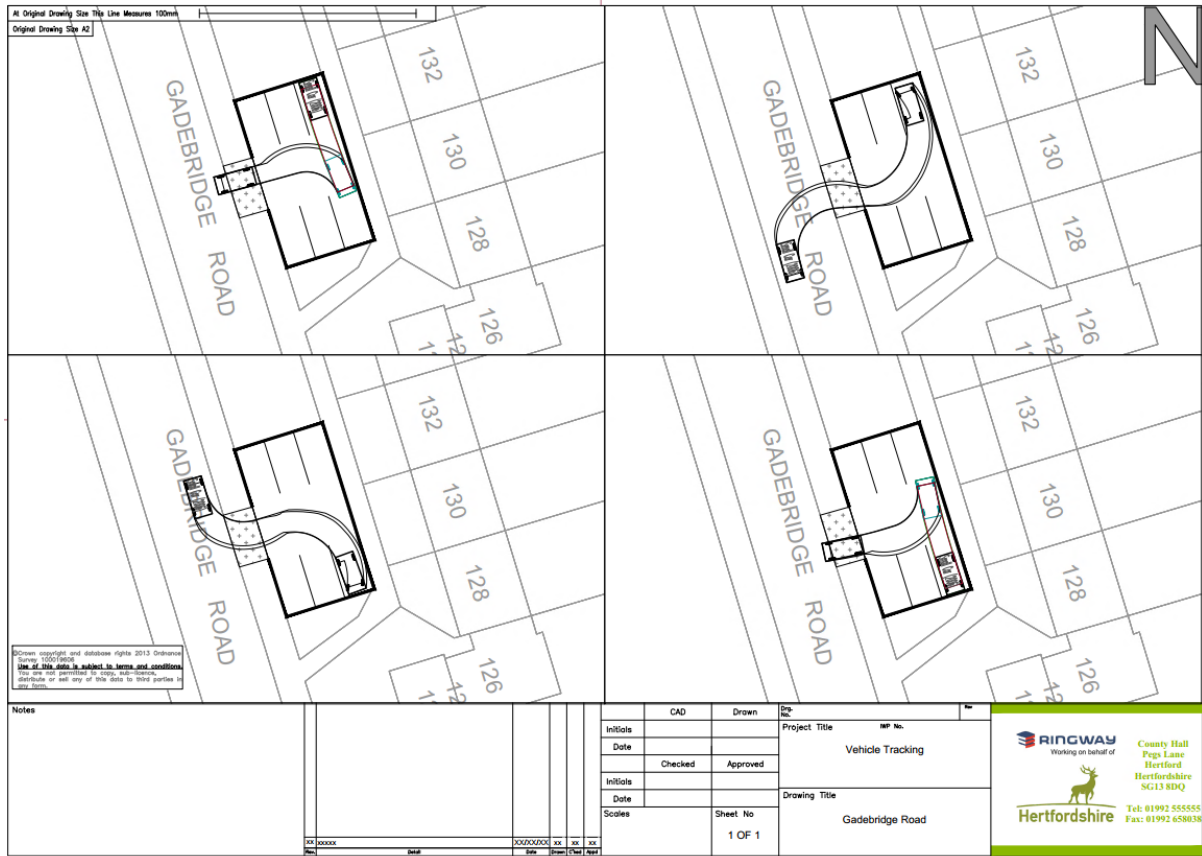 At Original Drawing Size This Line Measures 100mm
Original Drawing Size A2
N
GADEBRIDGE
ROAD
132
130
128
126
GADEBRIDGE
ROAD
132
130
128
126
GADEBRIDGE
ROAD
132
130
128
126
GADEBRIDGE
ROAD
132
130
128
126
©Crown copyright and database rights 2013 Ordnance
Survey 100019606
Use of this data is subject to terms and conditions.
You are not permitted to copy, sub-licence,
distribute or sell any of this data to third parties in
any form.
Notes
XX XXXXX XX/XX/XX XX XX XX
Rev. Detail Date Drawn Ch'ked Appd
CAD Drawn
Initials
Date
Checked Approved
Initials
Date
Scales
Sheet No
1 OF 1
Drg.
No.
Rev
Project Title IWP No.
Vehicle Tracking
Drawing Title
Gadebridge Road
RINGWAY
Working on behalf of
Hertfordshire
County Hall
Pegs Lane
Hertford
Hertfordshire
SG13 8DQ
Tel: 01992 555555
Fax: 01992 658038